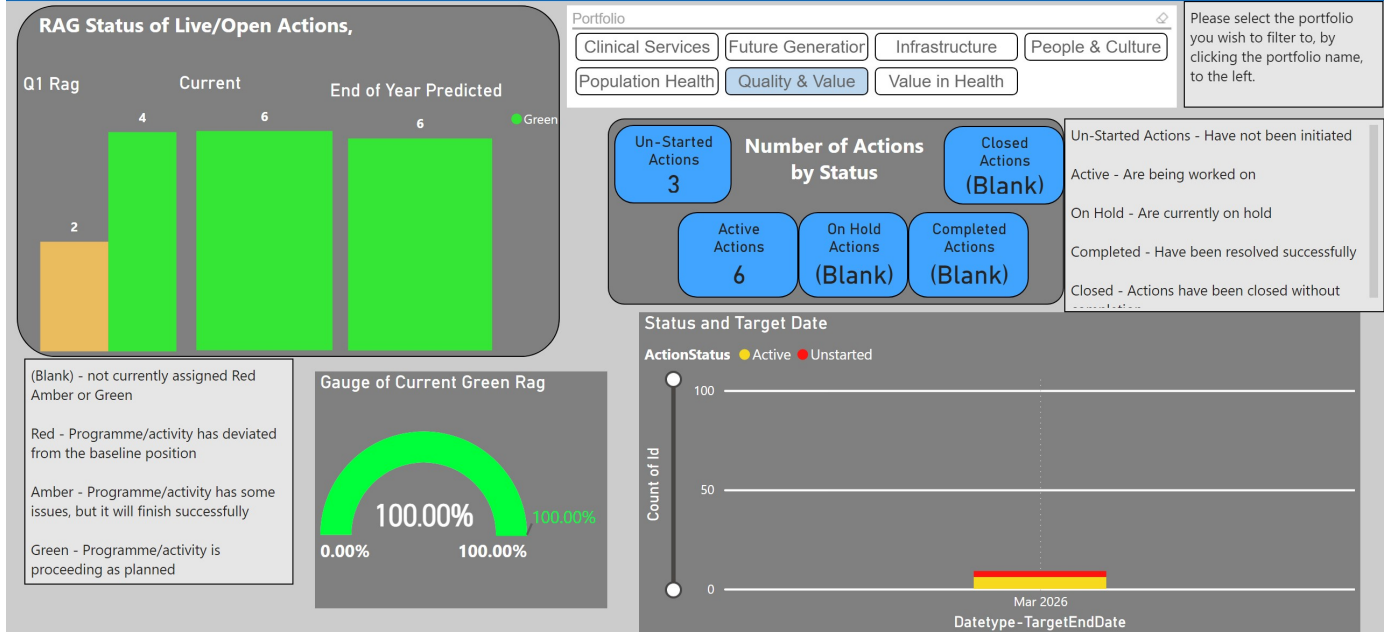 RAG Status of Live/Open Actions,
Q1 Rag
Current
End of Year Predicted
Green
2
4
6
6
Portfolio
Clinical Services
Future Generation
Infrastructure
People & Culture
Population Health
Quality & Value
Value in Health
Please select the portfolio
you wish to filter to, by
clicking the portfolio name,
to the left.
Number of Actions
by Status
Un-Started
Actions
3
Closed
Actions
(Blank)
Active
Actions
6
On Hold
Actions
(Blank)
Completed
Actions
(Blank)
Un-Started Actions - Have not been initiated
Active - Are being worked on
On Hold - Are currently on hold
Completed - Have been resolved successfully
Closed - Actions have been closed without
(Blank) - not currently assigned Red
Amber or Green
Red - Programme/activity has deviated
from the baseline position
Amber - Programme/activity has some
issues, but it will finish successfully
Green - Programme/activity is
proceeding as planned
Gauge of Current Green Rag
100.00%
100.00%
0.00%
100.00%
Status and Target Date
ActionStatus Active Unstarted
Count of Id
100
50
0
Mar 2026
Datetype-TargetEndDate